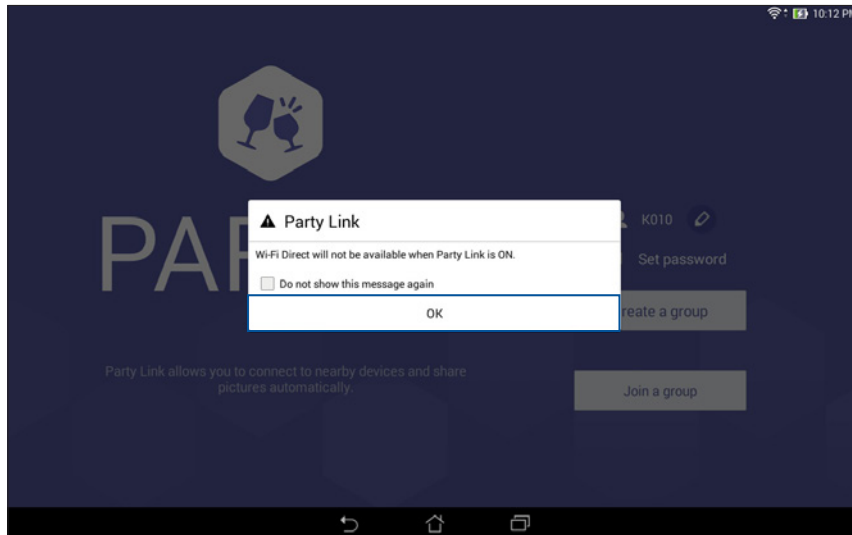 10:12 PM
PAR
Party Link
Wi-Fi Direct will not be available when Party Link is ON.
Do not show this message again
OK
K010
Set password
reate a group
Party Link allows you to connect to nearby devices and share
pictures automatically.
Join a group